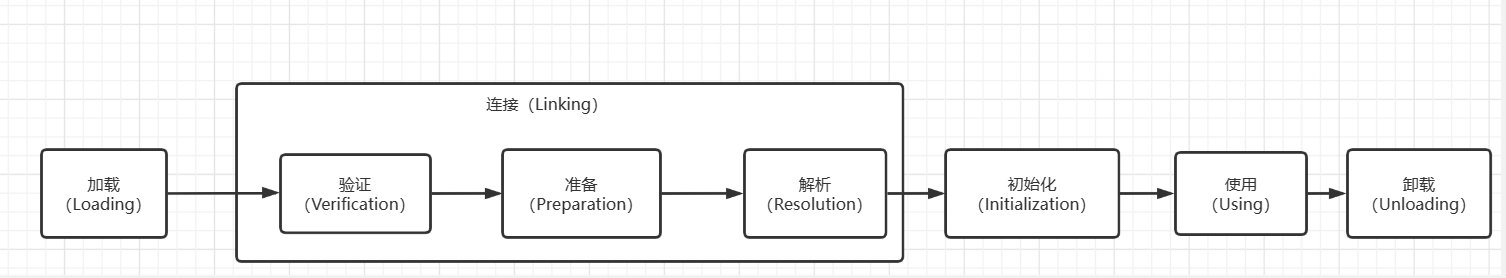 连接（Linking）
加载
（Loading）
验证
（Verification）
准备
（Preparation）
解析
（Resolution）
初始化
（Initialization）
使用
（Using）
卸载
（Unloading）